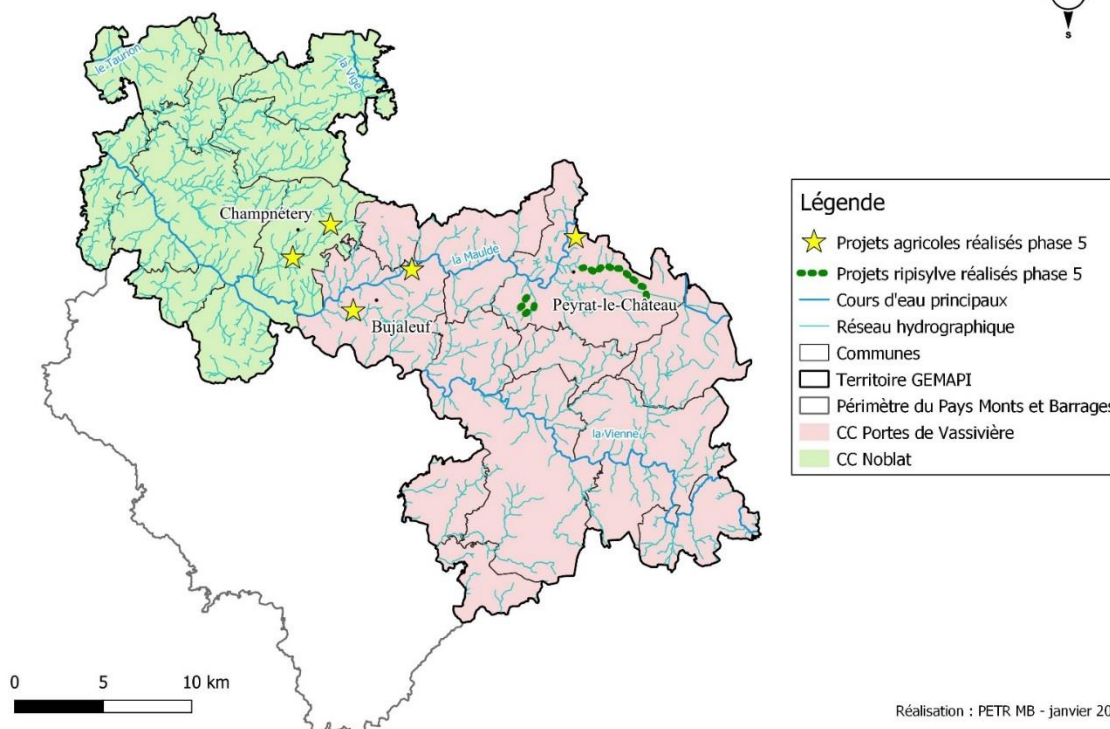 S
le Taurion
la Vige
Champnétery
la Maulde
Peyrat-le-Château
Bujaleuf
la Vienne
Légende
Projets agricoles réalisés phase 5
Projets ripisylve réalisés phase 5
Cours d'eau principaux
Réseau hydrographique
Communes
Territoire GEMAPI
Périmètre du Pays Monts et Barrages
CC Portes de Vassivière
CC Noblat
0 5 10 km
Réalisation : PETR MB - janvier 20